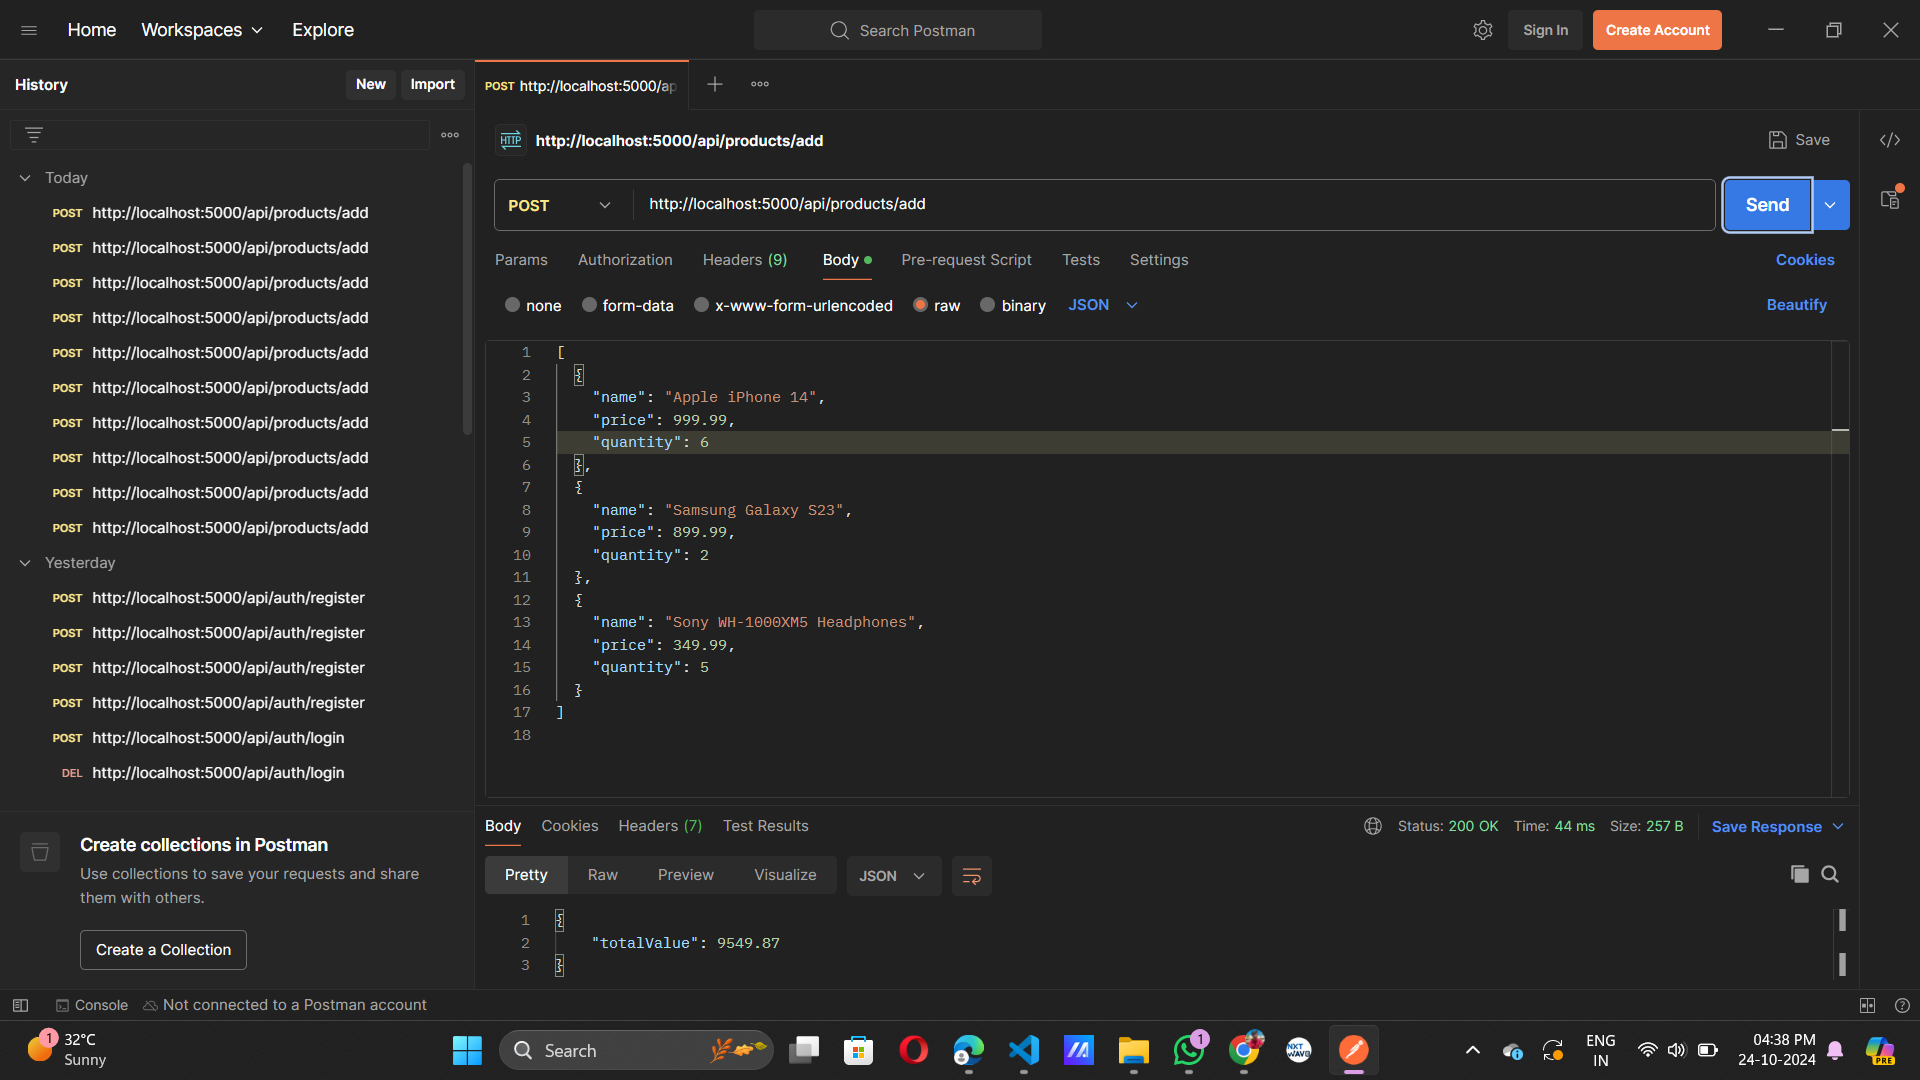 Home Workspaces Explore Search Postman Sign In Create Account
History New Import POST http://localhost:5000/ap
HTTP http://localhost:5000/api/products/add Save
Today
POST http://localhost:5000/api/products/add
POST http://localhost:5000/api/products/add
POST http://localhost:5000/api/products/add
POST http://localhost:5000/api/products/add
POST http://localhost:5000/api/products/add
POST http://localhost:5000/api/products/add
POST http://localhost:5000/api/products/add
POST http://localhost:5000/api/products/add
POST http://localhost:5000/api/products/add
POST http://localhost:5000/api/products/add
Yesterday
POST http://localhost:5000/api/auth/register
POST http://localhost:5000/api/auth/register
POST http://localhost:5000/api/auth/register
POST http://localhost:5000/api/auth/register
POST http://localhost:5000/api/auth/login
DEL http://localhost:5000/api/auth/login
Create collections in Postman
Use collections to save your requests and share
them with others.
Create a Collection
POST http://localhost:5000/api/products/add Send
Params Authorization Headers (9) Body Pre-request Script Tests Settings Cookies
none form-data x-www-form-urlencoded raw binary JSON Beautify
1 [
2 {
3 "name": "Apple iPhone 14",
4 "price": 999.99,
5 "quantity": 6
6 },
7 {
8 "name": "Samsung Galaxy S23",
9 "price": 899.99,
10 "quantity": 2
11 },
12 {
13 "name": "Sony WH-1000XM5 Headphones",
14 "price": 349.99,
15 "quantity": 5
16 }
17 ]
18
Body Cookies Headers (7) Test Results Status: 200 OK Time: 44 ms Size: 257 B Save Response
Pretty Raw Preview Visualize JSON
1 {
2 "totalValue": 9549.87
3 }
Console Not connected to a Postman account
1 32°C
Sunny
Search
1
NXT
WAVE
ENG
IN
04:38 PM
24-10-2024
PRE